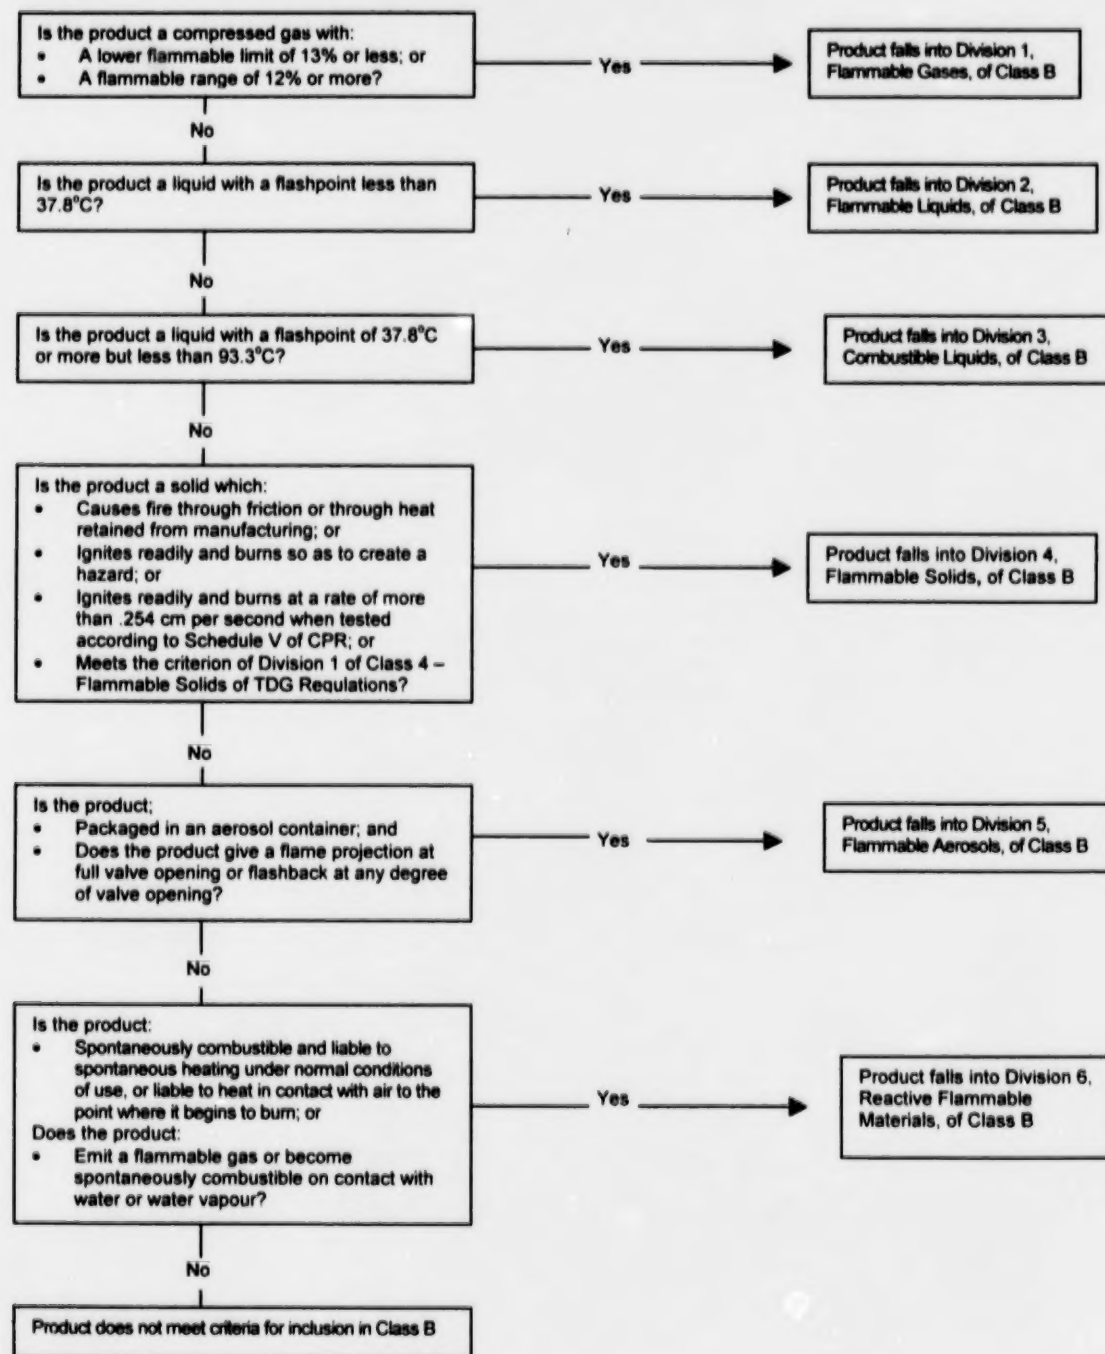 Is the product a compressed gas with:
• A lower flammable limit of 13% or less; or
• A flammable range of 12% or more?
Yes
Product falls into Division 1,
Flammable Gases, of Class B
No
Is the product a liquid with a flashpoint less than
37.8°C?
Yes
Product falls into Division 2,
Flammable Liquids, of Class B
No
Is the product a liquid with a flashpoint of 37.8°C
or more but less than 93.3°C?
Yes
Product falls into Division 3,
Combustible Liquids, of Class B
No
Is the product a solid which:
• Causes fire through friction or through heat
retained from manufacturing; or
• Ignites readily and burns so as to create a
hazard; or
• Ignites readily and burns at a rate of more
than .254 cm per second when tested
according to Schedule V of CPR; or
• Meets the criterion of Division 1 of Class 4 –
Flammable Solids of TDG Regulations?
Yes
Product falls into Division 4,
Flammable Solids, of Class B
No
Is the product;
• Packaged in an aerosol container; and
• Does the product give a flame projection at
full valve opening or flashback at any degree
of valve opening?
Yes
Product falls into Division 5,
Flammable Aerosols, of Class B
No
Is the product:
• Spontaneously combustible and liable to
spontaneous heating under normal conditions
of use, or liable to heat in contact with air to the
point where it begins to burn; or
Does the product:
• Emit a flammable gas or become
spontaneously combustible on contact with
water or water vapour?
Yes
Product falls into Division 6,
Reactive Flammable
Materials, of Class B
No
Product does not meet criteria for inclusion in Class B